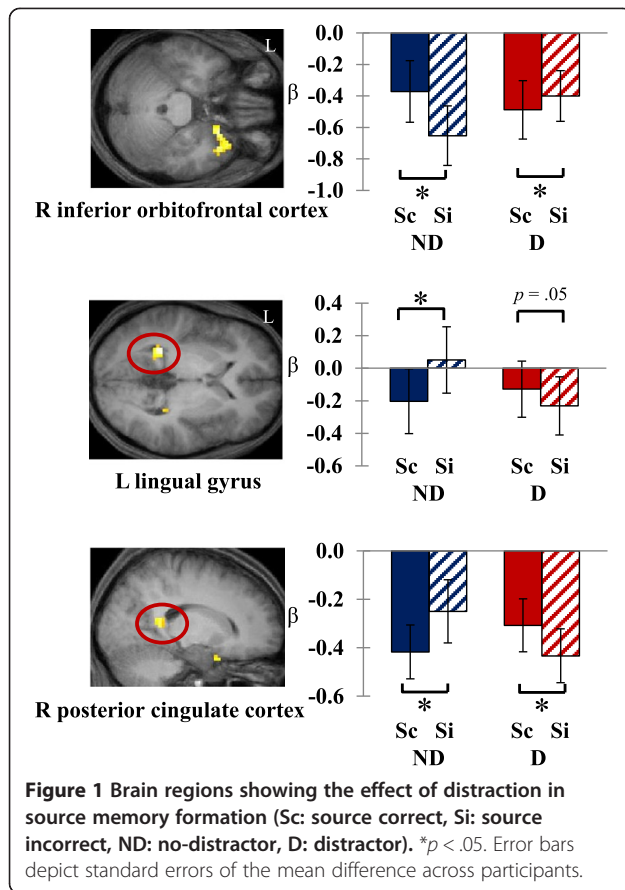 L
β
0.0
-0.2
-0.4
-0.6
-0.8
-1.0
* *
Sc Si Sc Si
ND D
R inferior orbitofrontal cortex
L
β
0.4
0.2
0.0
-0.2
-0.4
-0.6
* p = .05
Sc Si Sc Si
ND D
L lingual gyrus
β
0.0
-0.2
-0.4
-0.6
* *
Sc Si Sc Si
ND D
R posterior cingulate cortex
Figure 1 Brain regions showing the effect of distraction in
source memory formation (Sc: source correct, Si: source
incorrect, ND: no-distractor, D: distractor). *p < .05. Error bars
depict standard errors of the mean difference across participants.